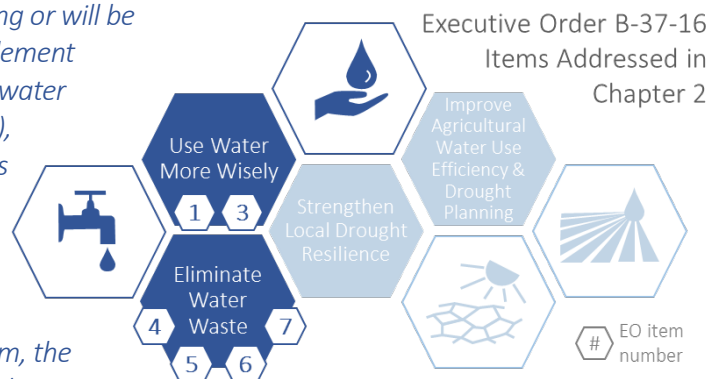 ng or will be
lement
water
),
s
m, the
Executive Order B-37-16
Items Addressed in
Chapter 2
Use Water
More Wisely
1 3
Eliminate
Water
Waste
4 7
5 6
Strengthen
Local Drought
Resilience
Improve
Agricultural
Water Use
Efficiency &
Drought
Planning
# EO item
number